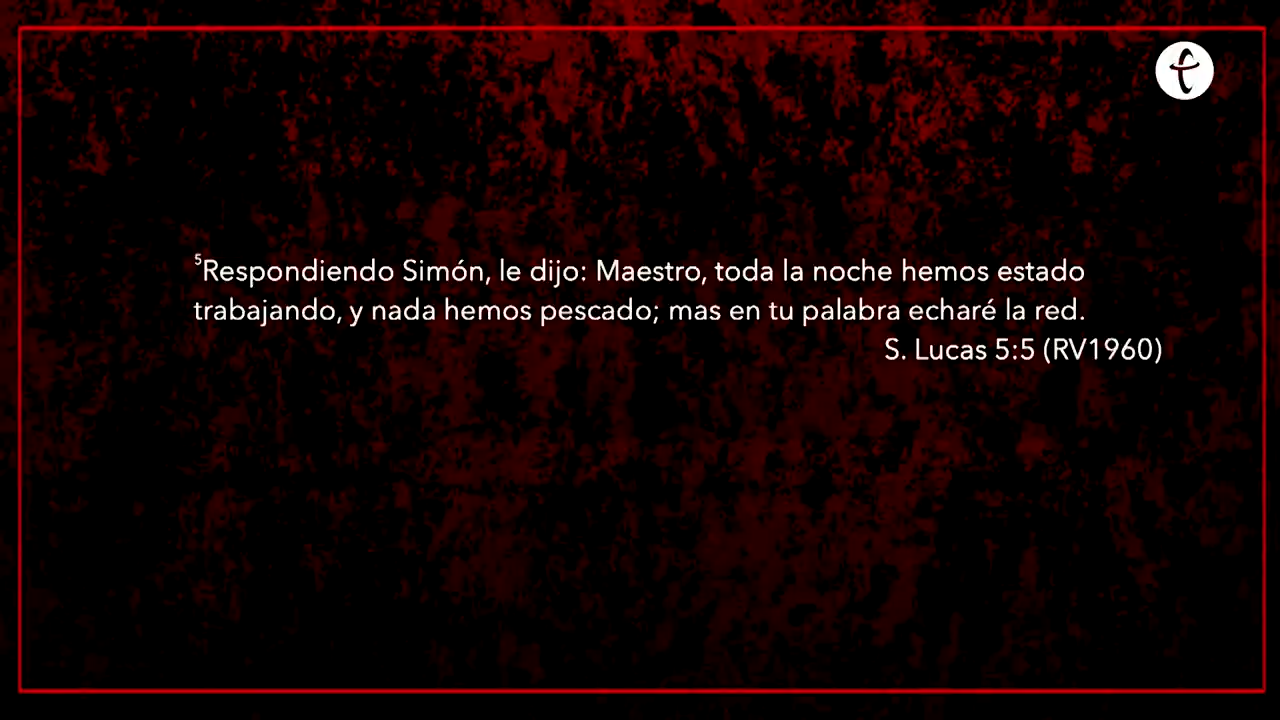 ⁵Respondiendo Simón, le dijo: Maestro, toda la noche hemos estado
trabajando, y nada hemos pescado; mas en tu palabra echaré la red.
S. Lucas 5:5 (RV1960)